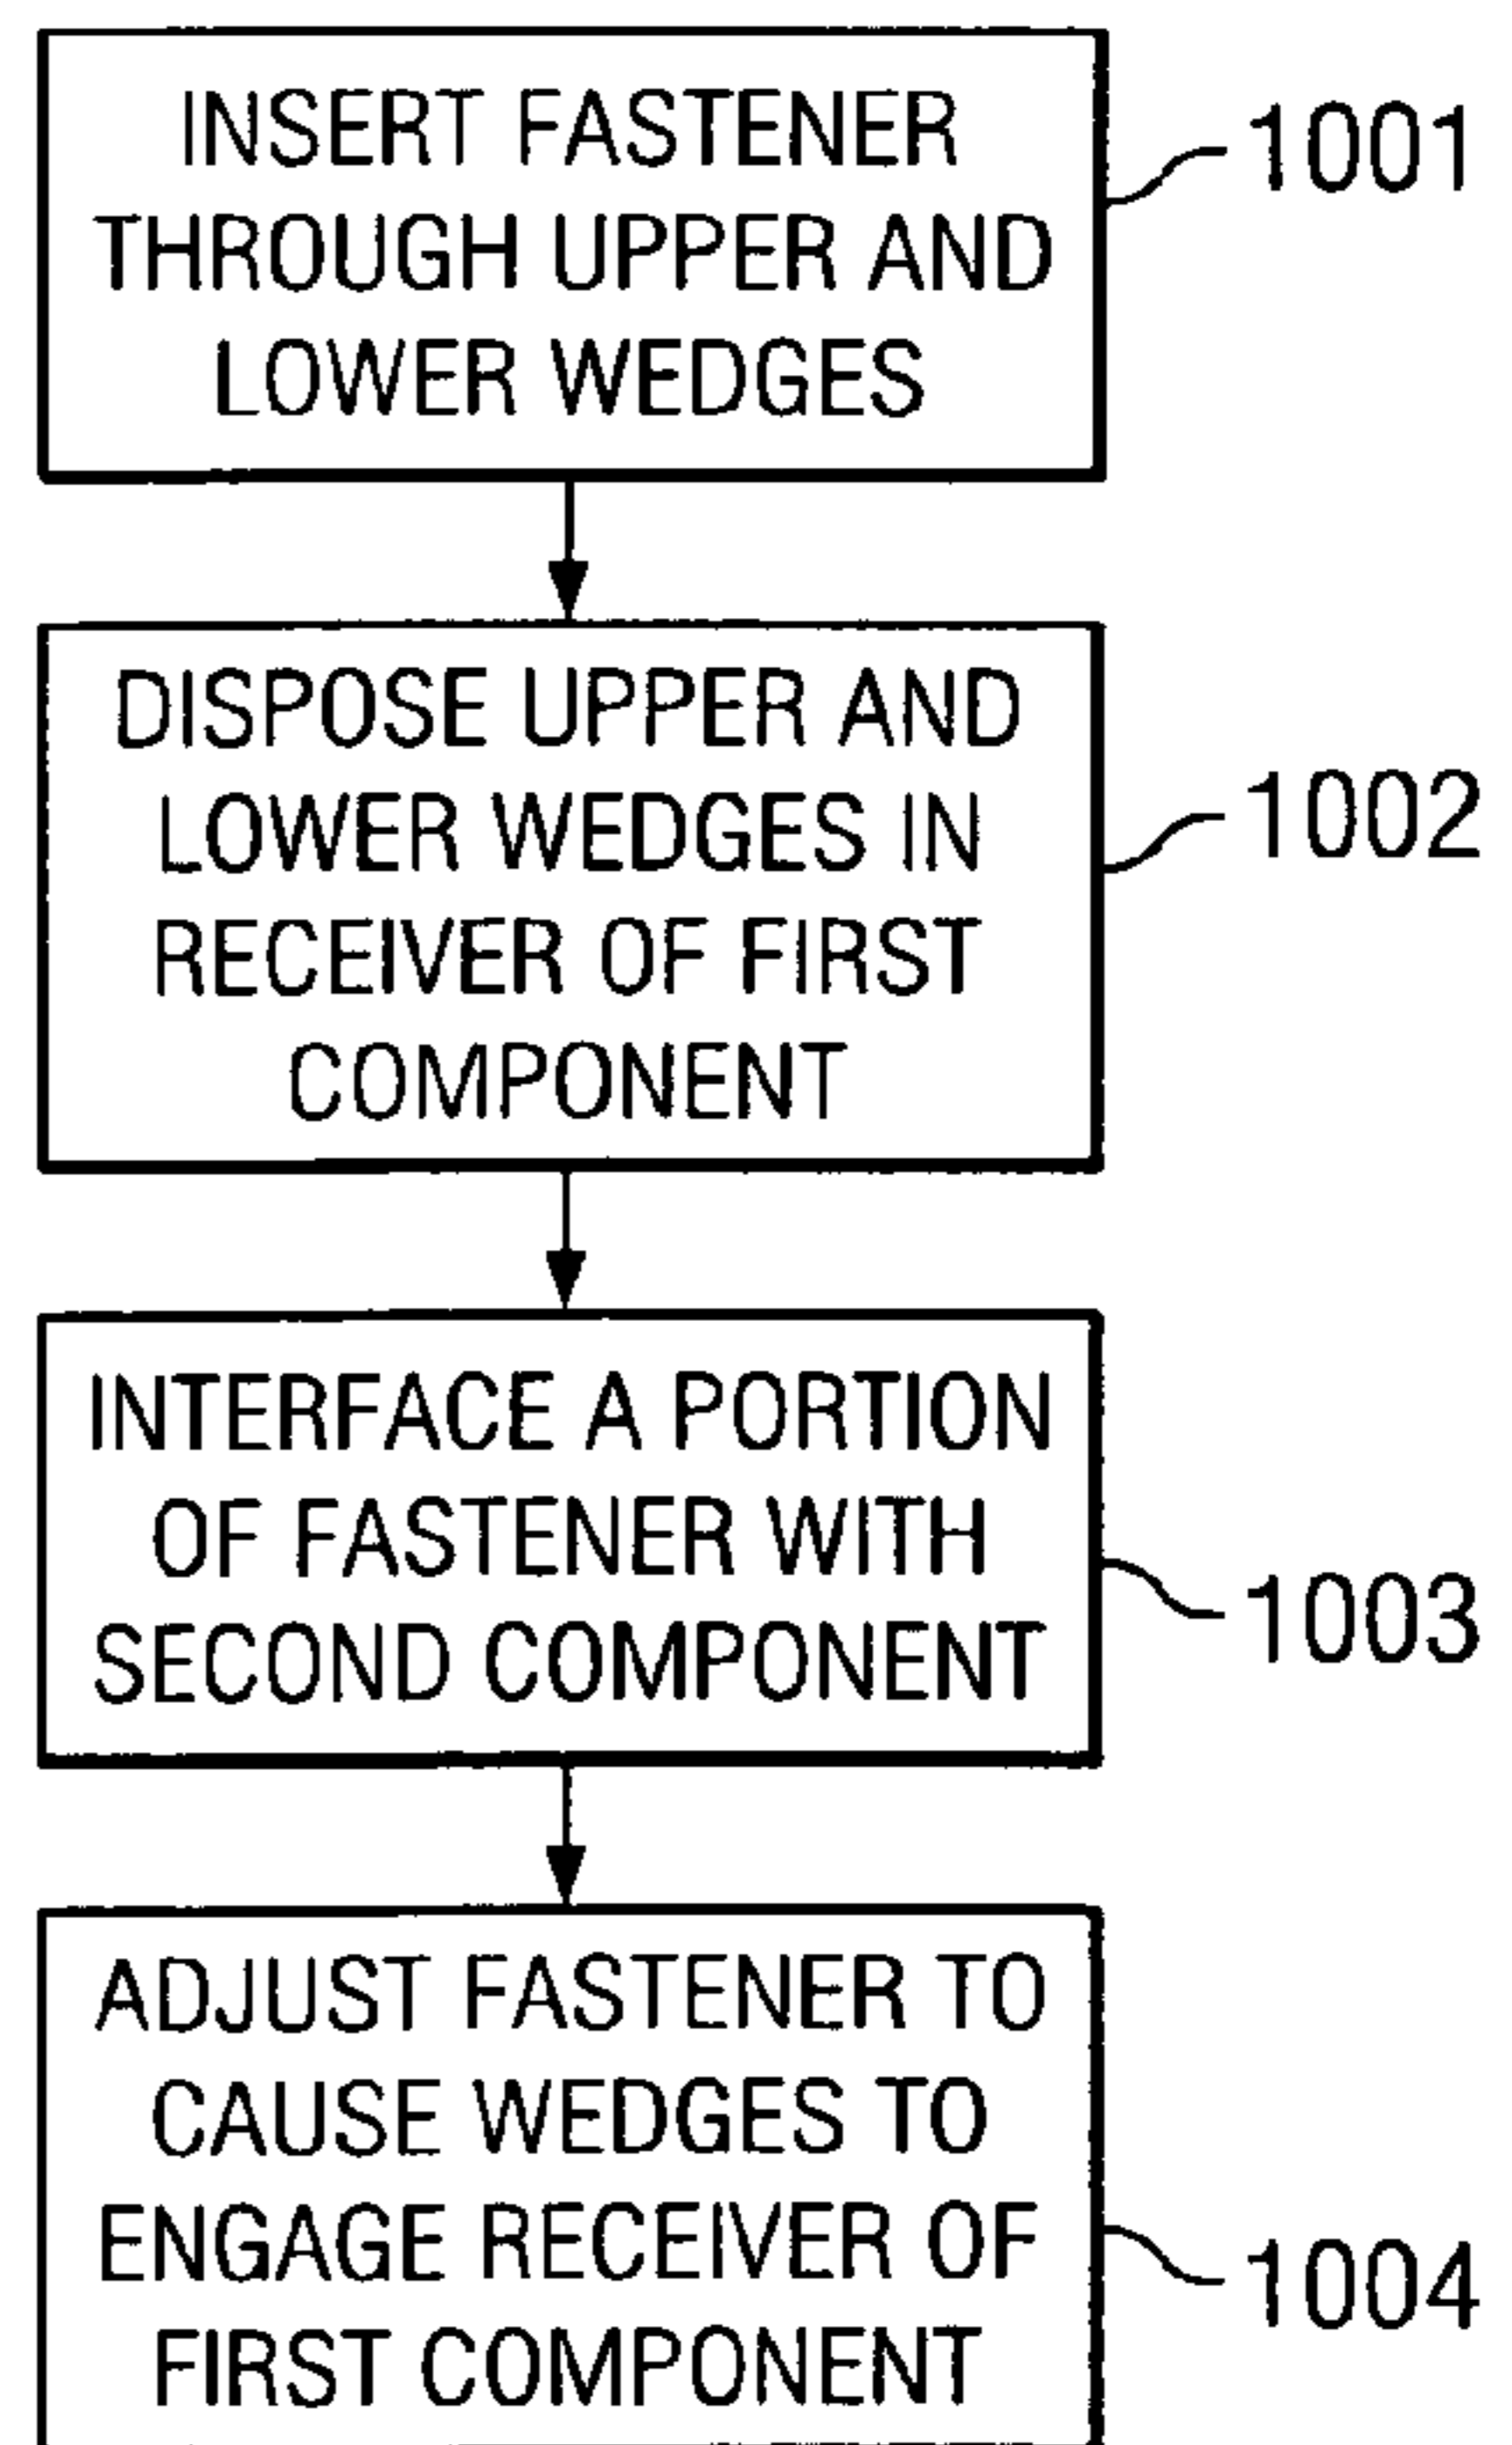 INSERT FASTENER
THROUGH UPPER AND
LOWER WEDGES
1001
DISPOSE UPPER AND
LOWER WEDGES IN
RECEIVER OF FIRST
COMPONENT
1002
INTERFACE A PORTION
OF FASTENER WITH
SECOND COMPONENT
1003
ADJUST FASTENER TO
CAUSE WEDGES TO
ENGAGE RECEIVER OF
FIRST COMPONENT
1004